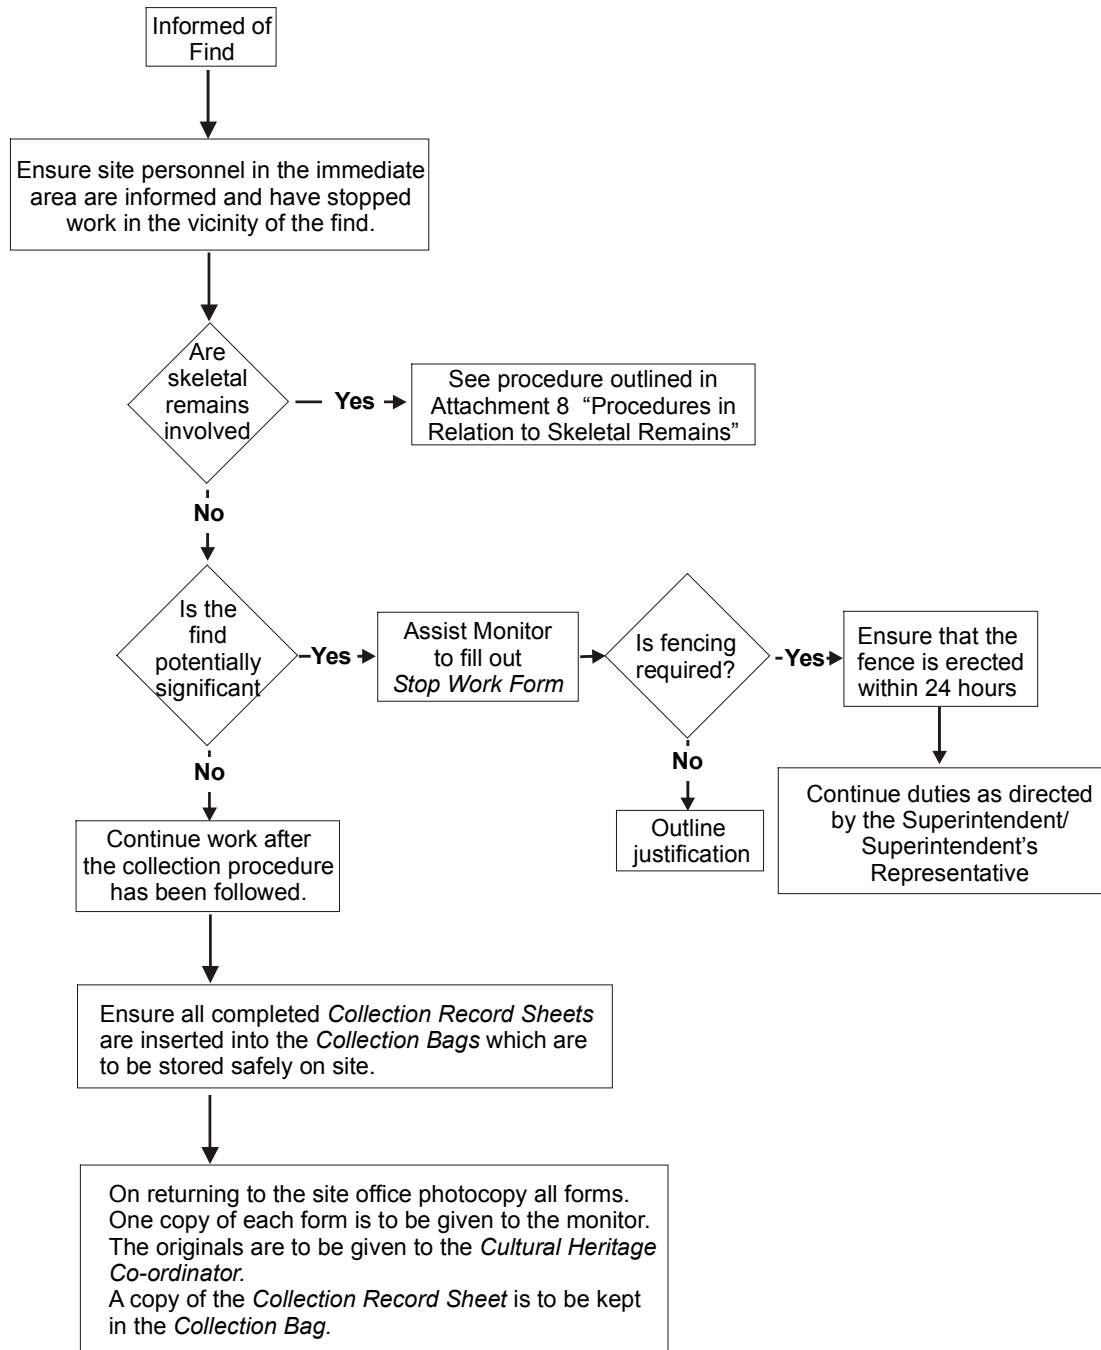 Informed of
Find
Ensure site personnel in the immediate
area are informed and have stopped
work in the vicinity of the find.
Are
skeletal
remains
involved
Yes
See procedure outlined in
Attachment 8 “Procedures in
Relation to Skeletal Remains”
No
Is the
find
potentially
significant
Yes
Assist Monitor
to fill out
Stop Work Form
Is fencing
required?
Yes
Ensure that the
fence is erected
within 24 hours
No
No
Outline
justification
Continue duties as directed
by the Superintendent/
Superintendent’s
Representative
Continue work after
the collection procedure
has been followed.
Ensure all completed Collection Record Sheets
are inserted into the Collection Bags which are
to be stored safely on site.
On returning to the site office photocopy all forms.
One copy of each form is to be given to the monitor.
The originals are to be given to the Cultural Heritage
Co-ordinator.
A copy of the Collection Record Sheet is to be kept
in the Collection Bag.